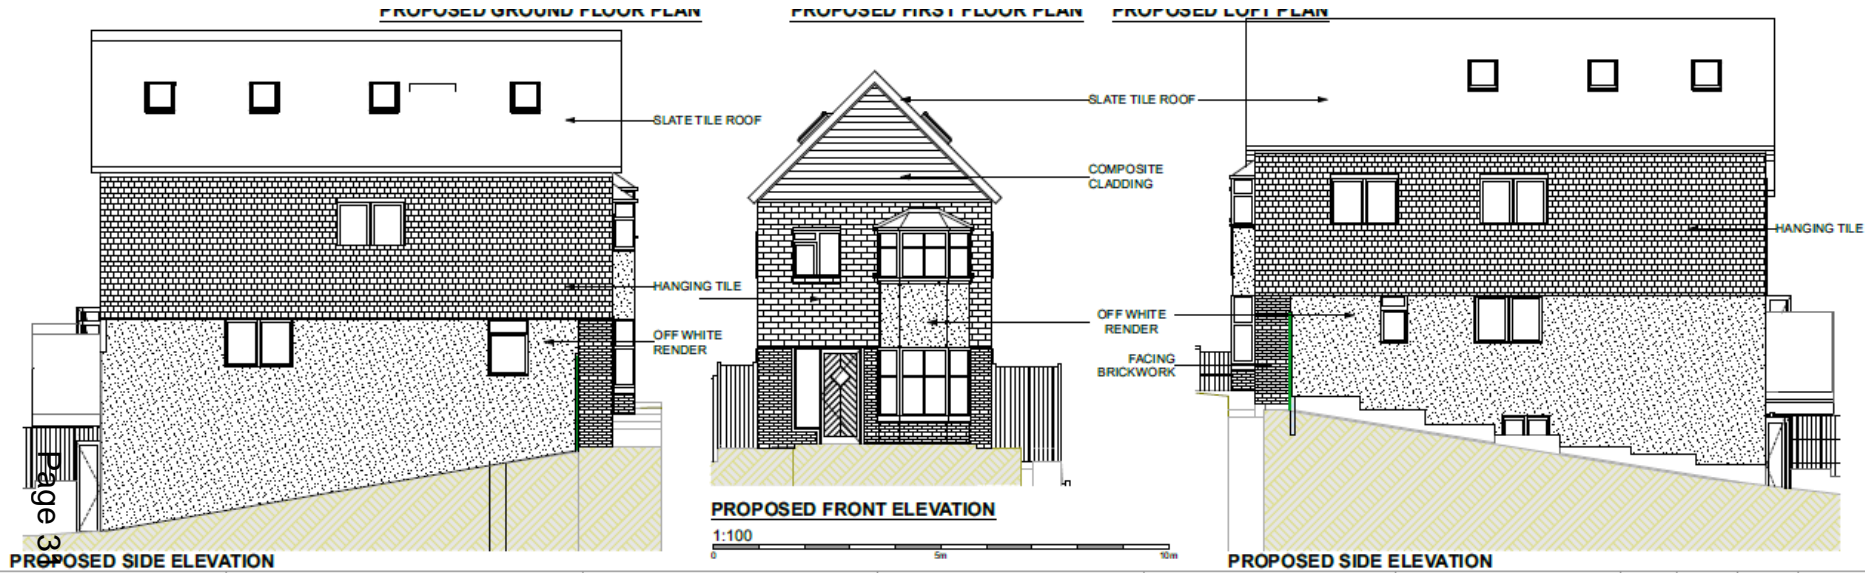 PROPOSED GROUND FLOOR PLAN
PROPOSED FIRST FLOOR PLAN
PROPOSED LOFT PLAN
SLATE TILE ROOF
HANGING TILE
OFF WHITE
RENDER
SLATE TILE ROOF
COMPOSITE
CLADDING
OFF WHITE
RENDER
FACING
BRICKWORK
HANGING TILE
Page
PROPOSED SIDE ELEVATION
PROPOSED FRONT ELEVATION
1:100
0
5m
10m
PROPOSED SIDE ELEVATION